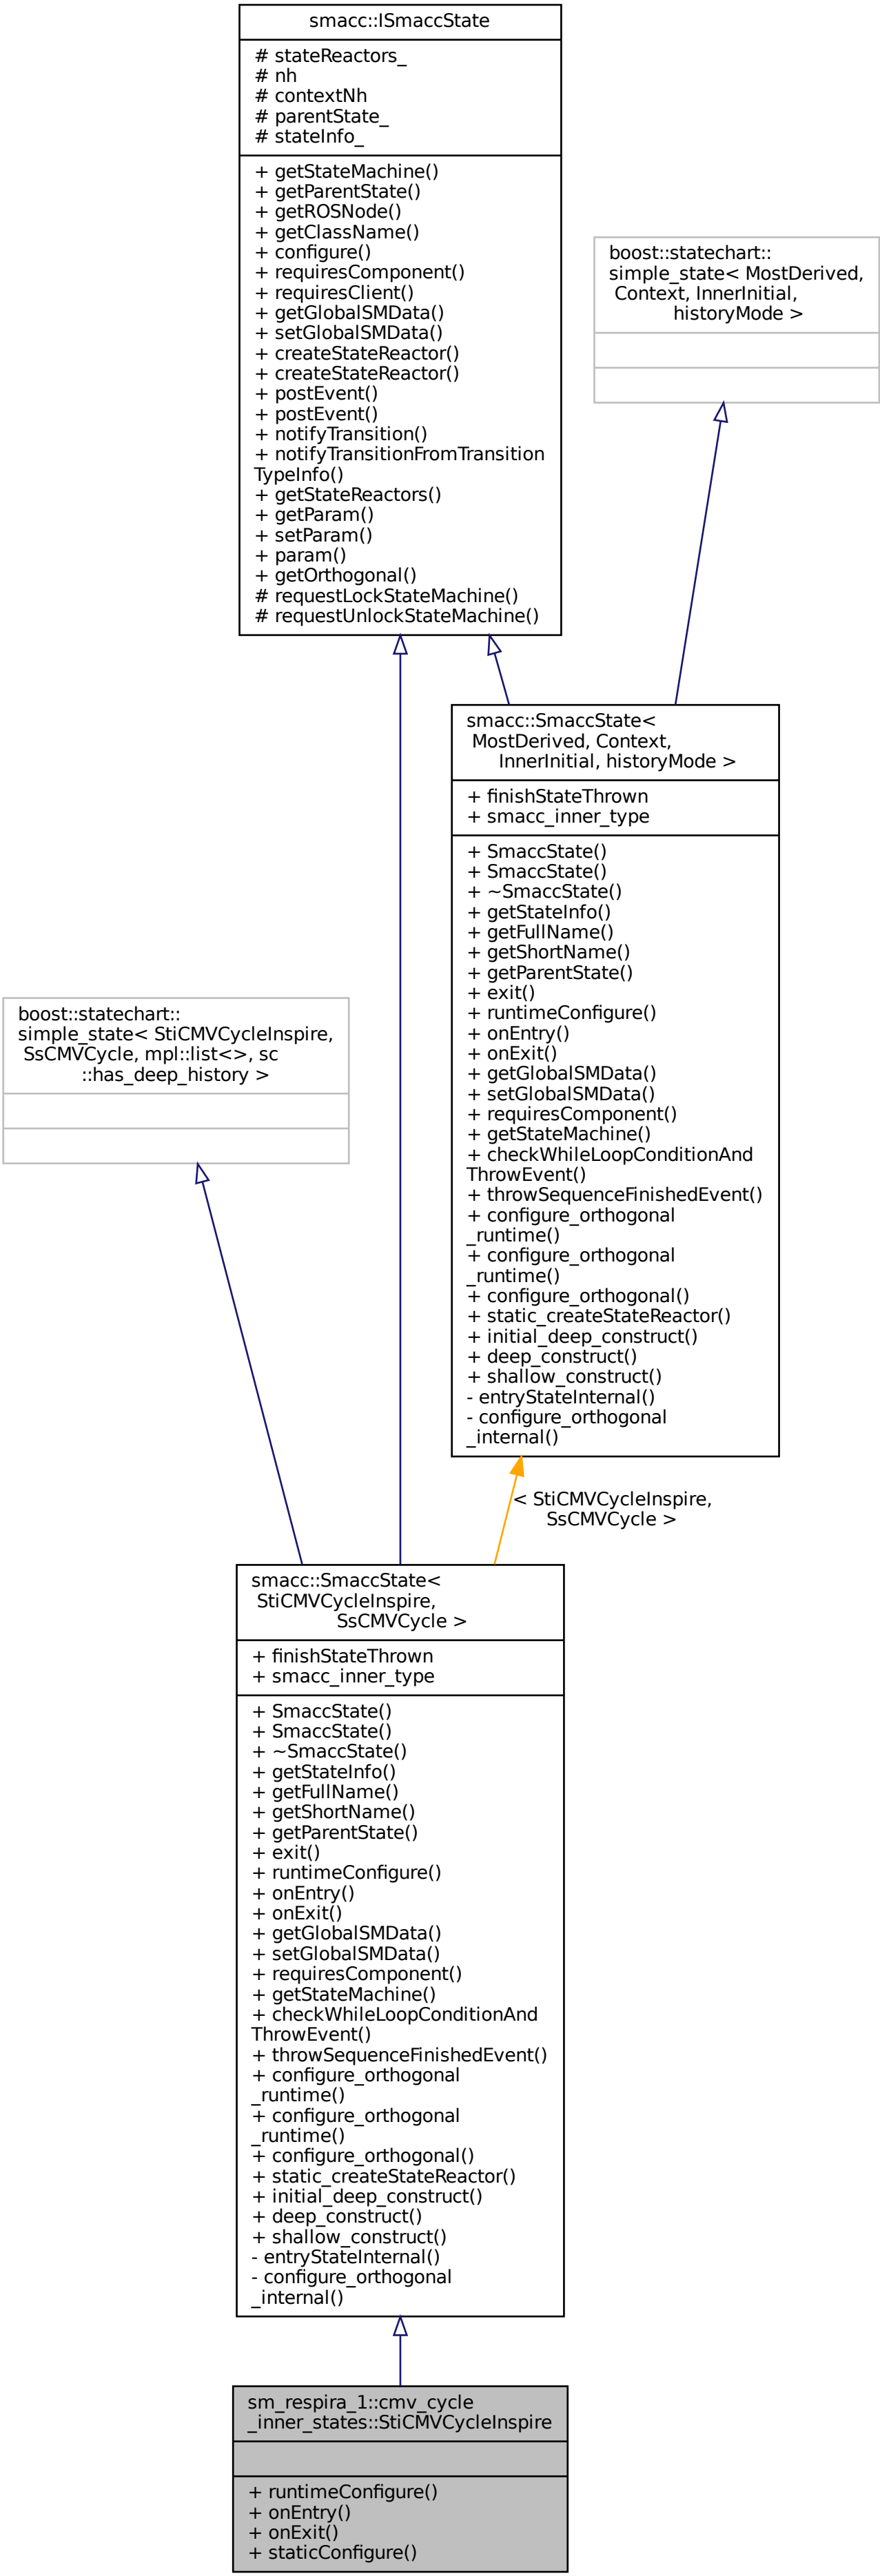 smacc::ISmaccState
# stateReactors_
# nh
# contextNh
# parentState_
# stateInfo_
+ getStateMachine()
+ getParentState()
+ getROSNode()
+ getClassName()
+ configure()
+ requiresComponent()
+ requiresClient()
+ getGlobalSMData()
+ setGlobalSMData()
+ createStateReactor()
+ createStateReactor()
+ postEvent()
+ postEvent()
+ notifyTransition()
+ notifyTransitionFromTransition
TypeInfo()
+ getStateReactors()
+ getParam()
+ setParam()
+ param()
+ getOrthogonal()
# requestLockStateMachine()
# requestUnlockStateMachine()
boost::statechart::
simple_state< MostDerived,
Context, InnerInitial,
historyMode >
smacc::SmaccState<
MostDerived, Context,
InnerInitial, historyMode >
+ finishStateThrown
+ smacc_inner_type
+ SmaccState()
+ SmaccState()
+ ~SmaccState()
+ getStateInfo()
+ getFullName()
+ getShortName()
+ getParentState()
+ exit()
+ runtimeConfigure()
+ onEntry()
+ onExit()
+ getGlobalSMData()
+ setGlobalSMData()
+ requiresComponent()
+ getStateMachine()
+ checkWhileLoopConditionAnd
ThrowEvent()
+ throwSequenceFinishedEvent()
+ configure_orthogonal
_runtime()
+ configure_orthogonal
_runtime()
+ configure_orthogonal()
+ static_createStateReactor()
+ initial_deep_construct()
+ deep_construct()
+ shallow_construct()
- entryStateInternal()
- configure_orthogonal
_internal()
boost::statechart::
simple_state< StiCMVCycleInspire,
SsCMVCycle, mpl::list<>, sc
::has_deep_history >
< StiCMVCycleInspire,
SsCMVCycle >
smacc::SmaccState<
StiCMVCycleInspire,
SsCMVCycle >
+ finishStateThrown
+ smacc_inner_type
+ SmaccState()
+ SmaccState()
+ ~SmaccState()
+ getStateInfo()
+ getFullName()
+ getShortName()
+ getParentState()
+ exit()
+ runtimeConfigure()
+ onEntry()
+ onExit()
+ getGlobalSMData()
+ setGlobalSMData()
+ requiresComponent()
+ getStateMachine()
+ checkWhileLoopConditionAnd
ThrowEvent()
+ throwSequenceFinishedEvent()
+ configure_orthogonal
_runtime()
+ configure_orthogonal
_runtime()
+ configure_orthogonal()
+ static_createStateReactor()
+ initial_deep_construct()
+ deep_construct()
+ shallow_construct()
- entryStateInternal()
- configure_orthogonal
_internal()
sm_respira_1::cmv_cycle
_inner_states::StiCMVCycleInspire
+ runtimeConfigure()
+ onEntry()
+ onExit()
+ staticConfigure()